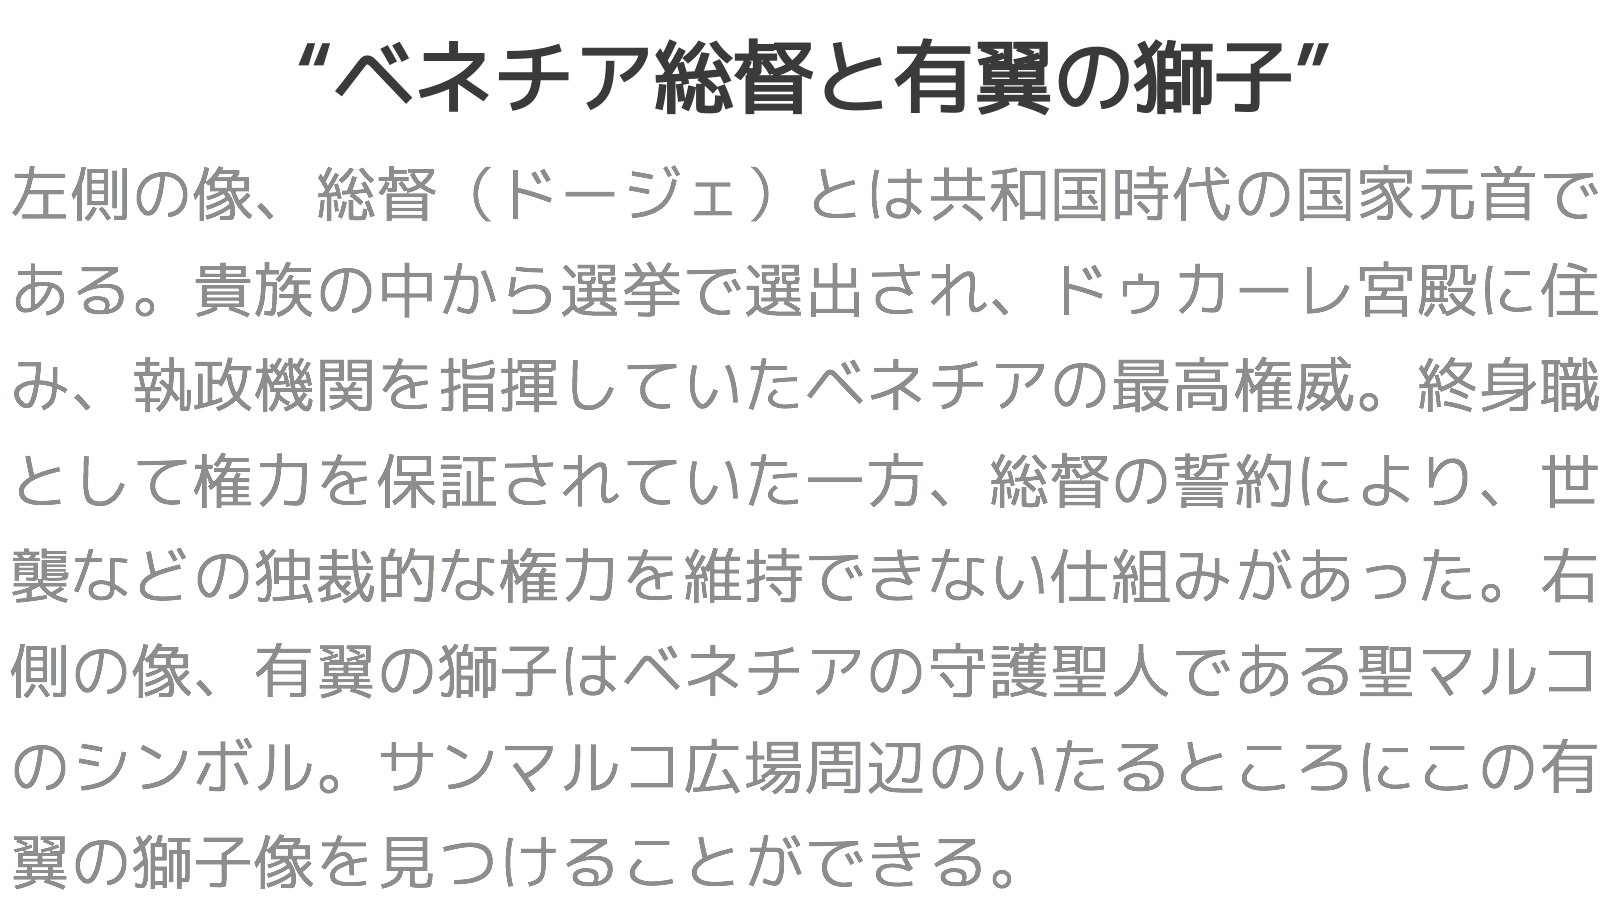 “ベネチア総督と有翼の獅子”
左側の像、総督（ドージェ）とは共和国時代の国家元首で
ある。貴族の中から選挙で選出され、ドゥカーレ宮殿に住
み、執政機関を指揮していたベネチアの最高権威。終身職
として権力を保証されていた一方、総督の誓約により、世
襲などの独裁的な権力を維持できない仕組みがあった。右
側の像、有翼の獅子はベネチアの守護聖人である聖マルコ
のシンボル。サンマルコ広場周辺のいたるところにこの有
翼の獅子像を見つけることができる。